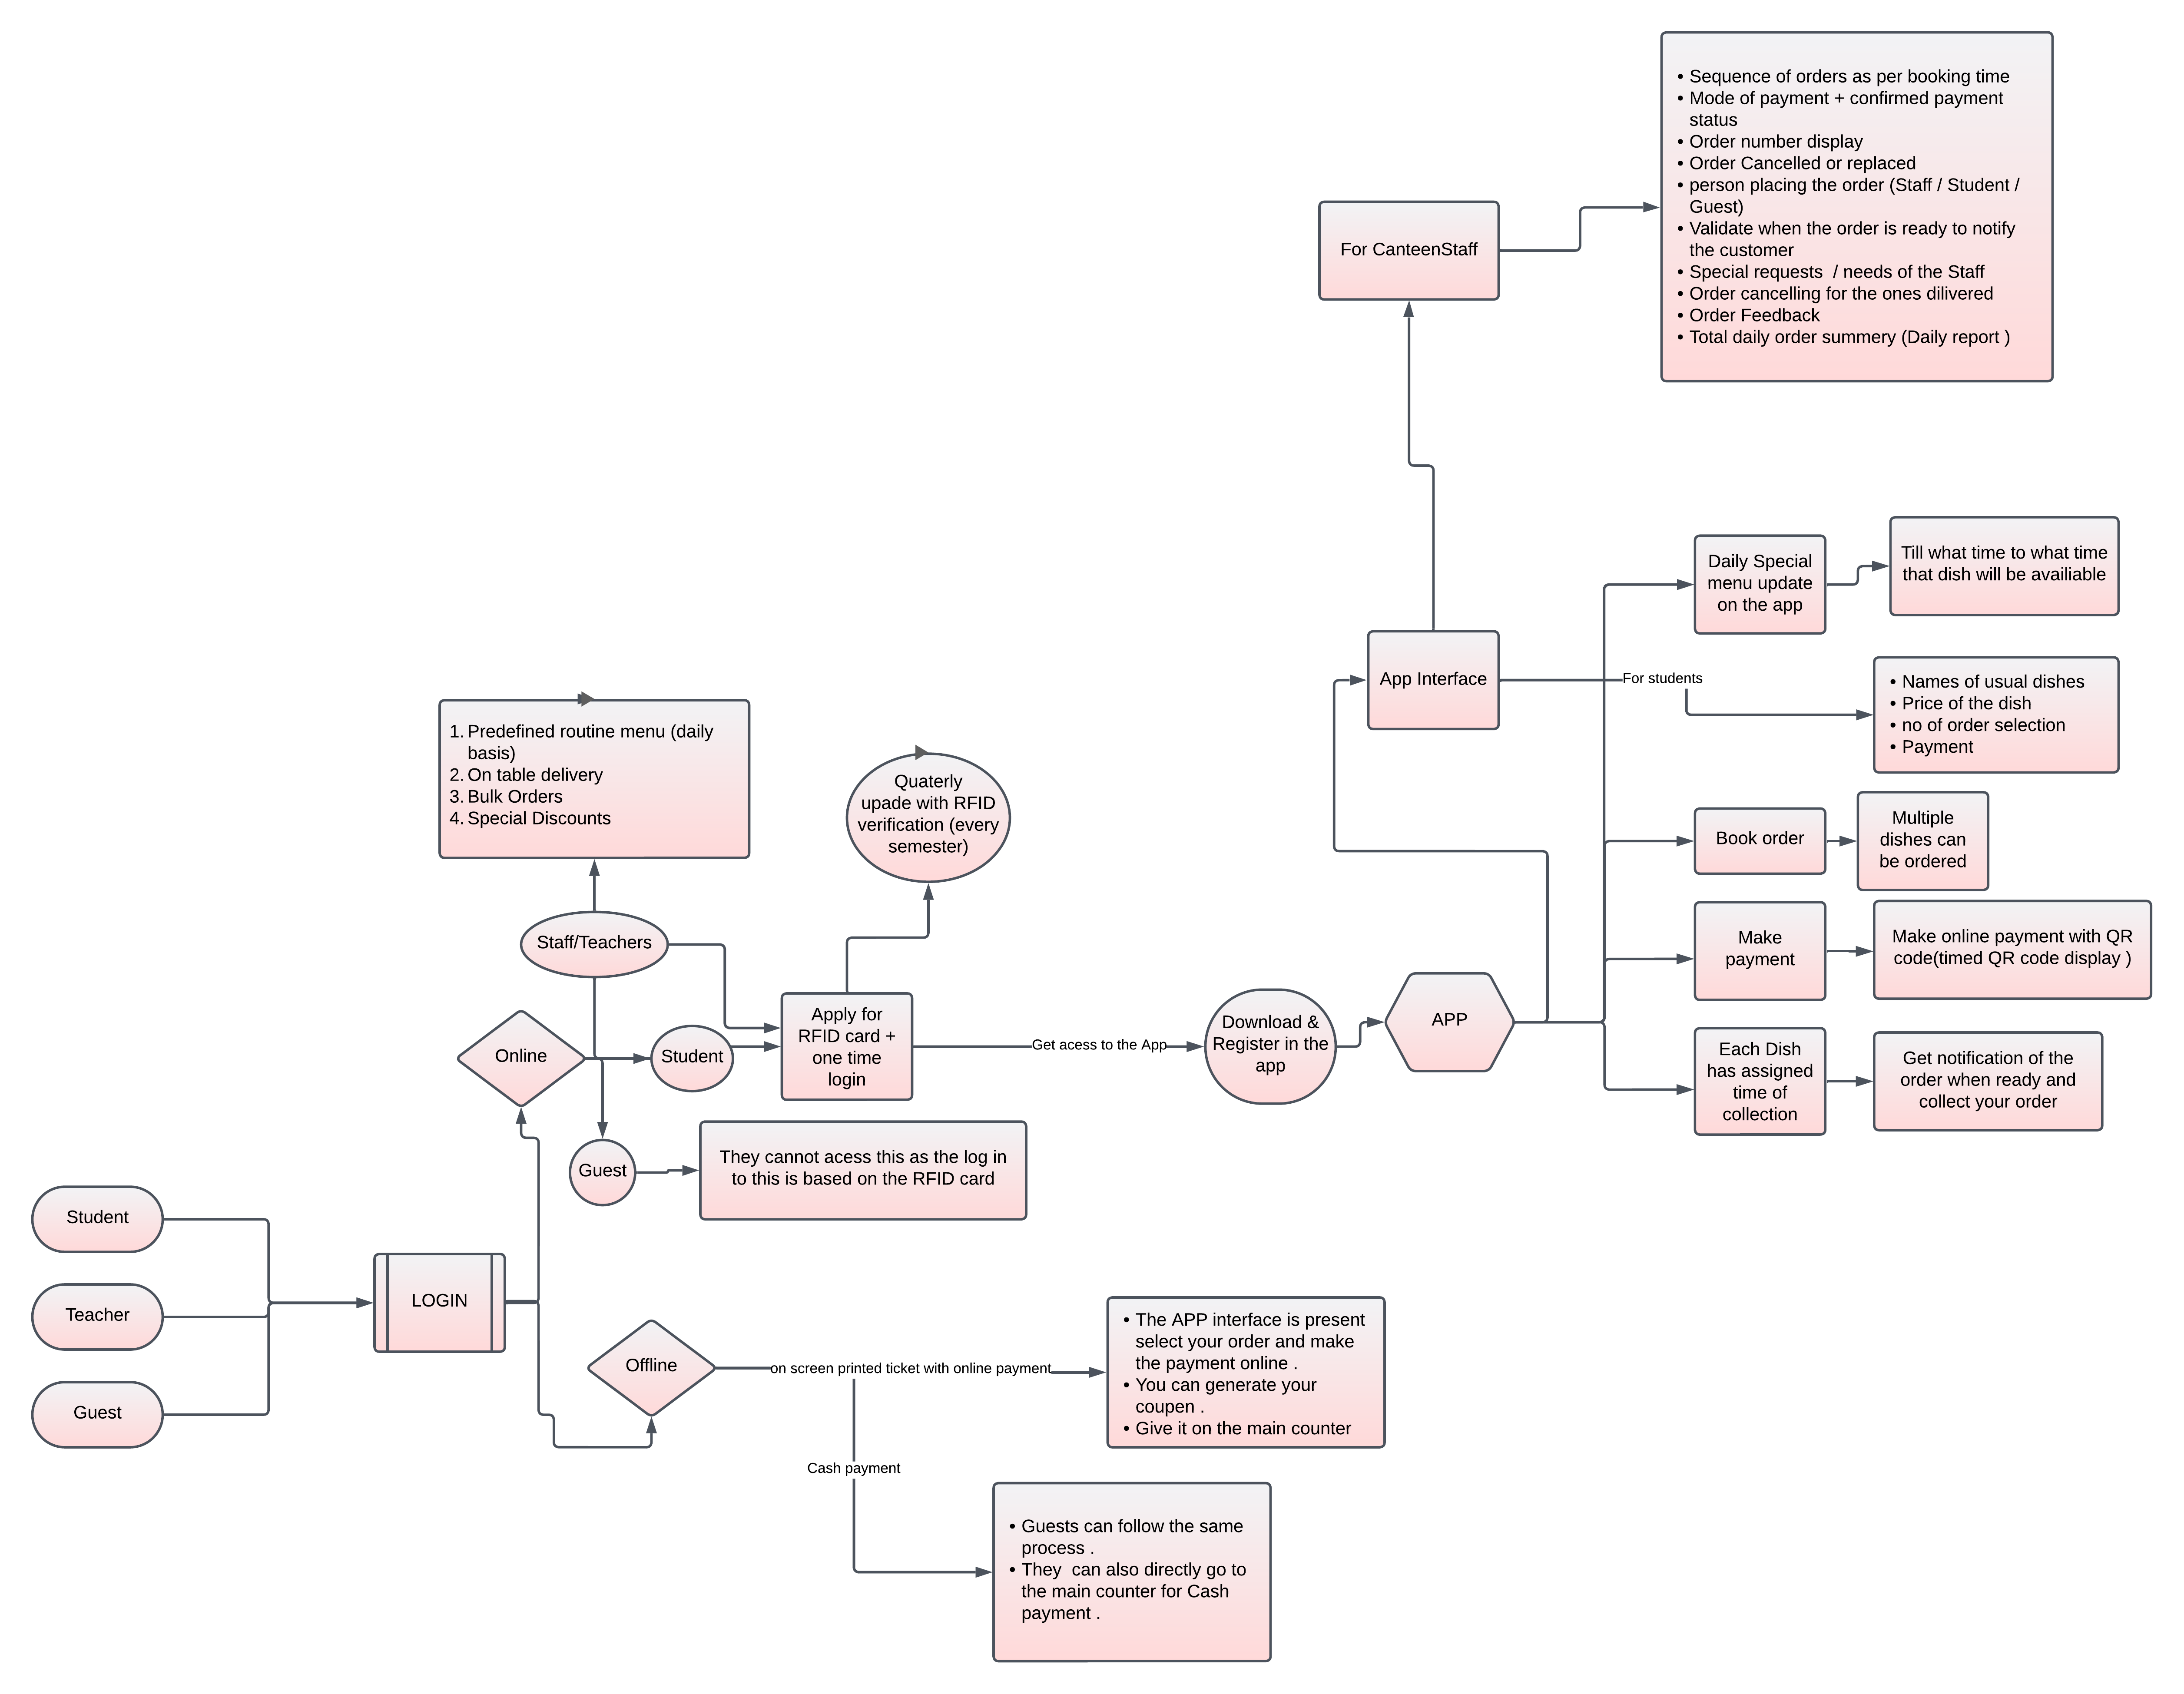 • Sequence of orders as per booking time
• Mode of payment + confirmed payment
status
• Order number display
• Order Cancelled or replaced
• person placing the order (Staff / Student /
Guest)
• Validate when the order is ready to notify
the customer
• Special requests  / needs of the Staff
• Order cancelling for the ones dilivered
• Order Feedback
• Total daily order summery (Daily report )
For CanteenStaff
Daily Special
menu update
on the app
Till what time to what time
that dish will be availiable
App Interface
For students
• Names of usual dishes
• Price of the dish
• no of order selection
• Payment
1. Predefined routine menu (daily
basis)
2. On table delivery
3. Bulk Orders
4. Special Discounts
Quaterly
upade with RFID
verification (every
semester)
Book order
Multiple
dishes can
be ordered
Staff/Teachers
Make
payment
Make online payment with QR
code(timed QR code display )
Online
Student
Apply for
RFID card +
one time
login
Get acess to the App
Download &
Register in the
app
APP
Each Dish
has assigned
time of
collection
Get notification of the
order when ready and
collect your order
Guest
They cannot acess this as the log in
to this is based on the RFID card
Student
Teacher
Guest
LOGIN
Offline
on screen printed ticket with online payment
• The APP interface is present
select your order and make
the payment online .
• You can generate your
coupen .
• Give it on the main counter
Cash payment
• Guests can follow the same
process .
• They  can also directly go to
the main counter for Cash
payment .